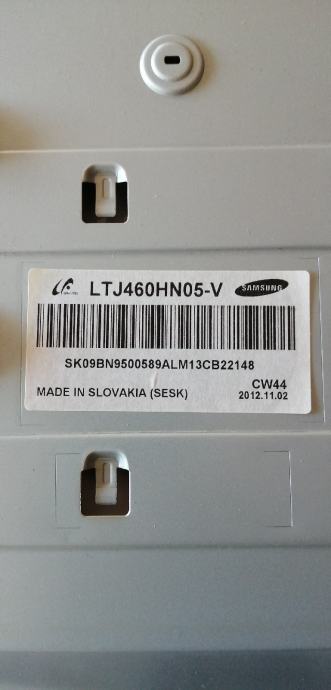 LTJ460HN05-V SAMSUNG
SK09BN9500589ALM13CB22148
CW44
MADE IN SLOVAKIA (SESK) 2012.11.02